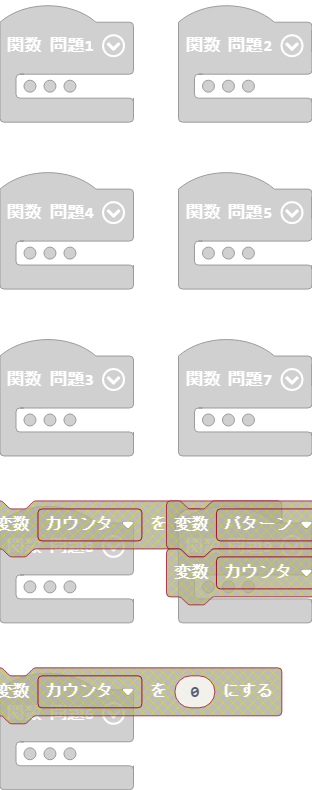 関数 問題1
関数 問題2
関数 問題4
関数 問題5
関数 問題3
関数 問題7
変数 カウンタ を
変数 パターン
変数 カウンタ
変数 カウンタ を 0 にする